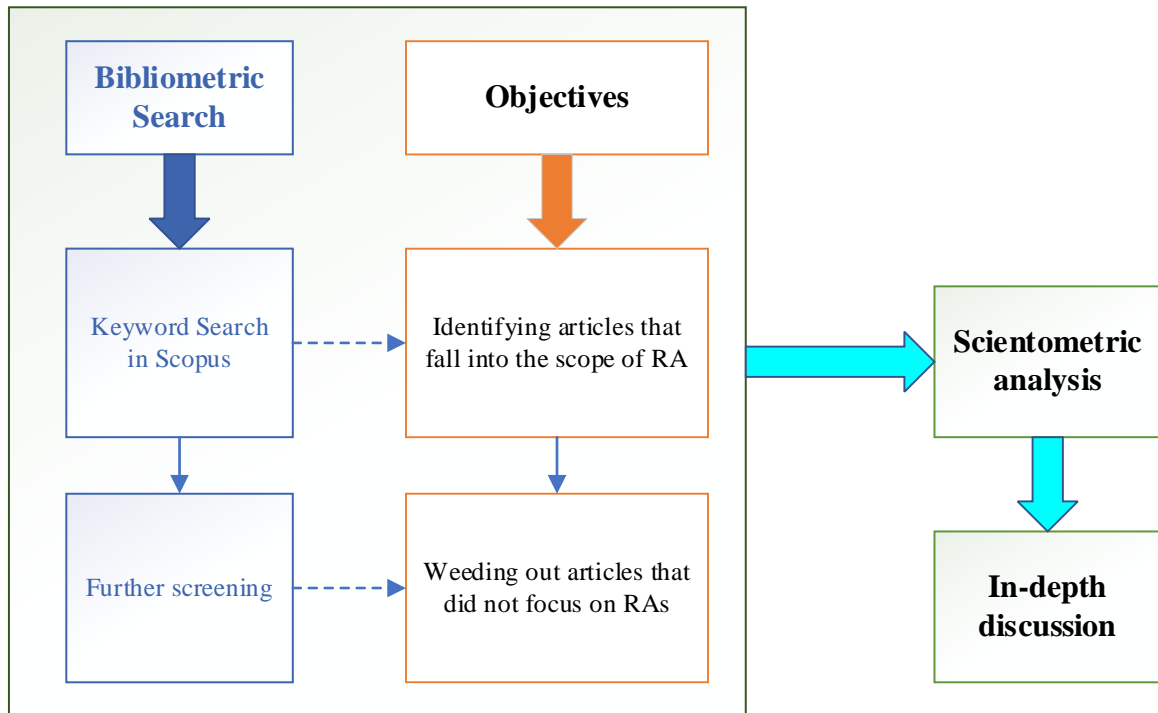 Bibliometric
Search
Objectives
Keyword Search
in Scopus
Identifying articles that
fall into the scope of RA
Further screening
Weeding out articles that
did not focus on RAs
Scientometric
analysis
In-depth
discussion